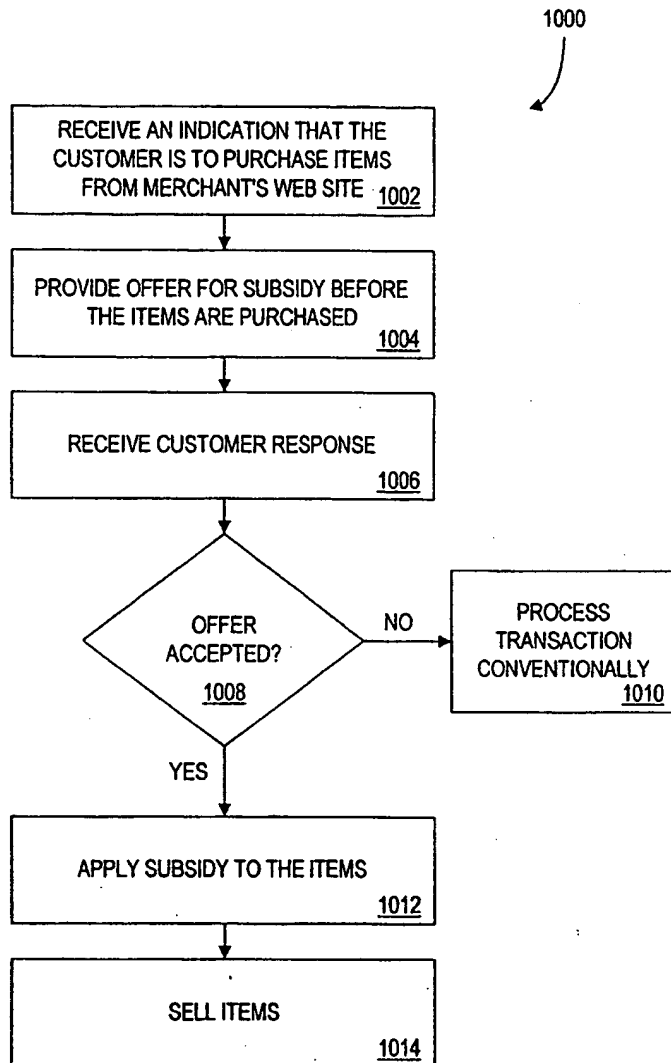 1000
RECEIVE AN INDICATION THAT THE
CUSTOMER IS TO PURCHASE ITEMS
FROM MERCHANT'S WEB SITE 1002
PROVIDE OFFER FOR SUBSIDY BEFORE
THE ITEMS ARE PURCHASED
1004
RECEIVE CUSTOMER RESPONSE
1006
OFFER
ACCEPTED?
1008
NO
PROCESS
TRANSACTION
CONVENTIONALLY
1010
YES
APPLY SUBSIDY TO THE ITEMS
1012
SELL ITEMS
1014